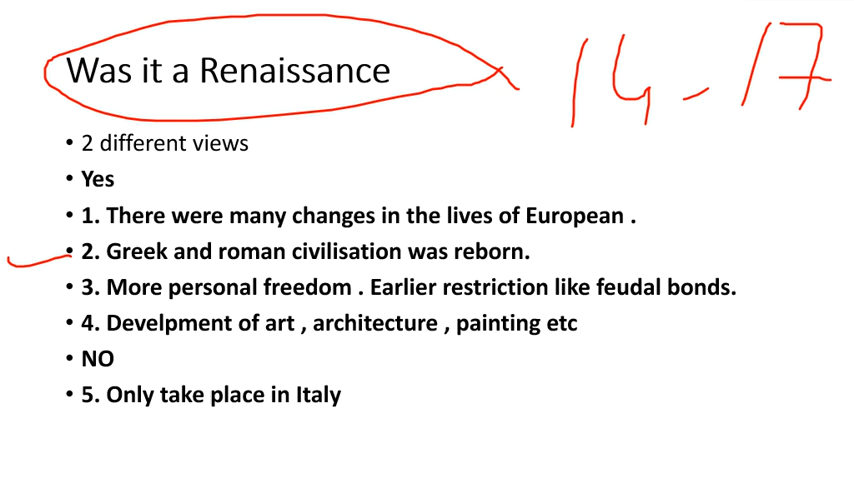 Was it a Renaissance
14 - 17
• 2 different views
• Yes
• 1. There were many changes in the lives of European .
• 2. Greek and roman civilisation was reborn.
• 3. More personal freedom . Earlier restriction like feudal bonds.
• 4. Develpment of art , architecture , painting etc
• NO
• 5. Only take place in Italy